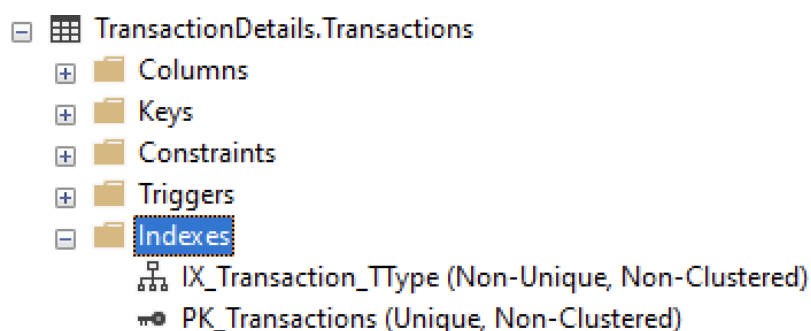 TransactionDetails.Transactions
Columns
Keys
Constraints
Triggers
Indexes
IX_Transaction_TType (Non-Unique, Non-Clustered)
PK_Transactions (Unique, Non-Clustered)